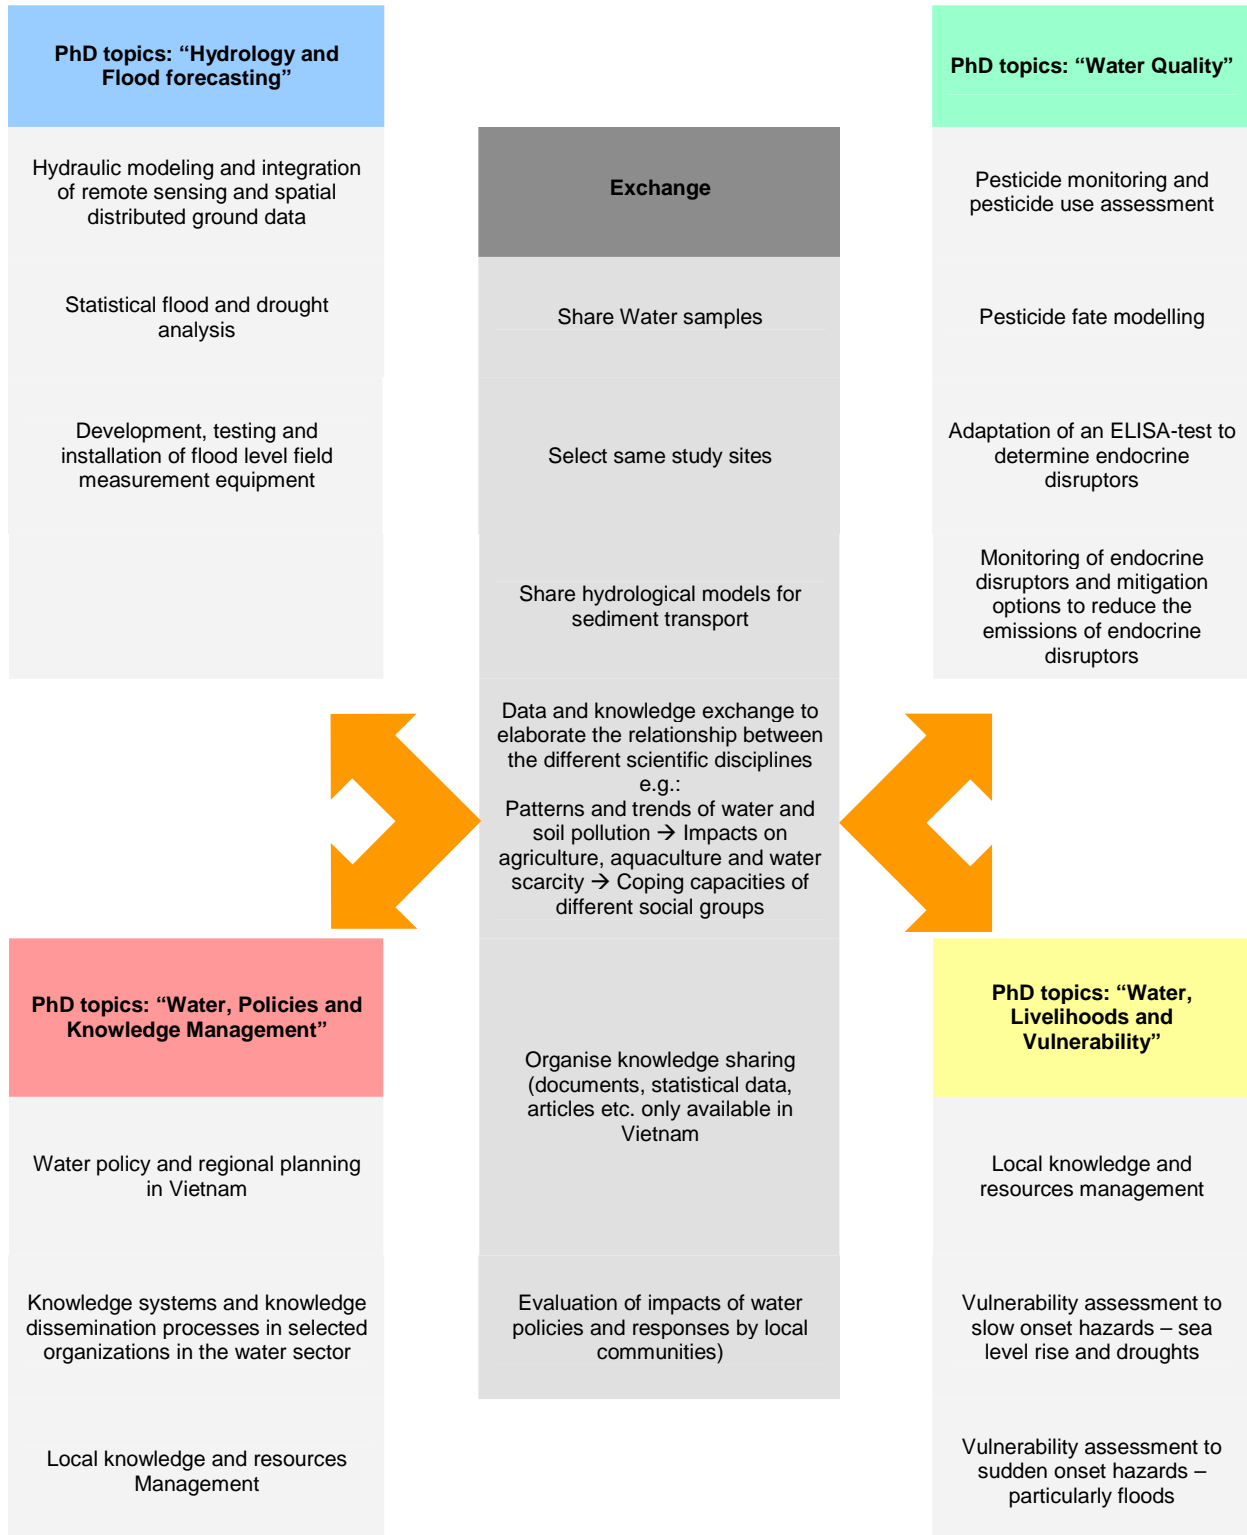 PhD topics: “Hydrology and
Flood forecasting”
Hydraulic modeling and integration
of remote sensing and spatial
distributed ground data
Statistical flood and drought
analysis
Development, testing and
installation of flood level field
measurement equipment
Exchange
Share Water samples
Select same study sites
Share hydrological models for
sediment transport
Data and knowledge exchange to
elaborate the relationship between
the different scientific disciplines
e.g.:
Patterns and trends of water and
soil pollution → Impacts on
agriculture, aquaculture and water
scarcity → Coping capacities of
different social groups
Organise knowledge sharing
(documents, statistical data,
articles etc. only available in
Vietnam
Evaluation of impacts of water
policies and responses by local
communities)
PhD topics: “Water Quality”
Pesticide monitoring and
pesticide use assessment
Pesticide fate modelling
Adaptation of an ELISA-test to
determine endocrine
disruptors
Monitoring of endocrine
disruptors and mitigation
options to reduce the
emissions of endocrine
disruptors
PhD topics: “Water, Policies and
Knowledge Management”
Water policy and regional planning
in Vietnam
Knowledge systems and knowledge
dissemination processes in selected
organizations in the water sector
Local knowledge and resources
Management
PhD topics: “Water,
Livelihoods and
Vulnerability”
Local knowledge and
resources management
Vulnerability assessment to
slow onset hazards – sea
level rise and droughts
Vulnerability assessment to
sudden onset hazards –
particularly floods